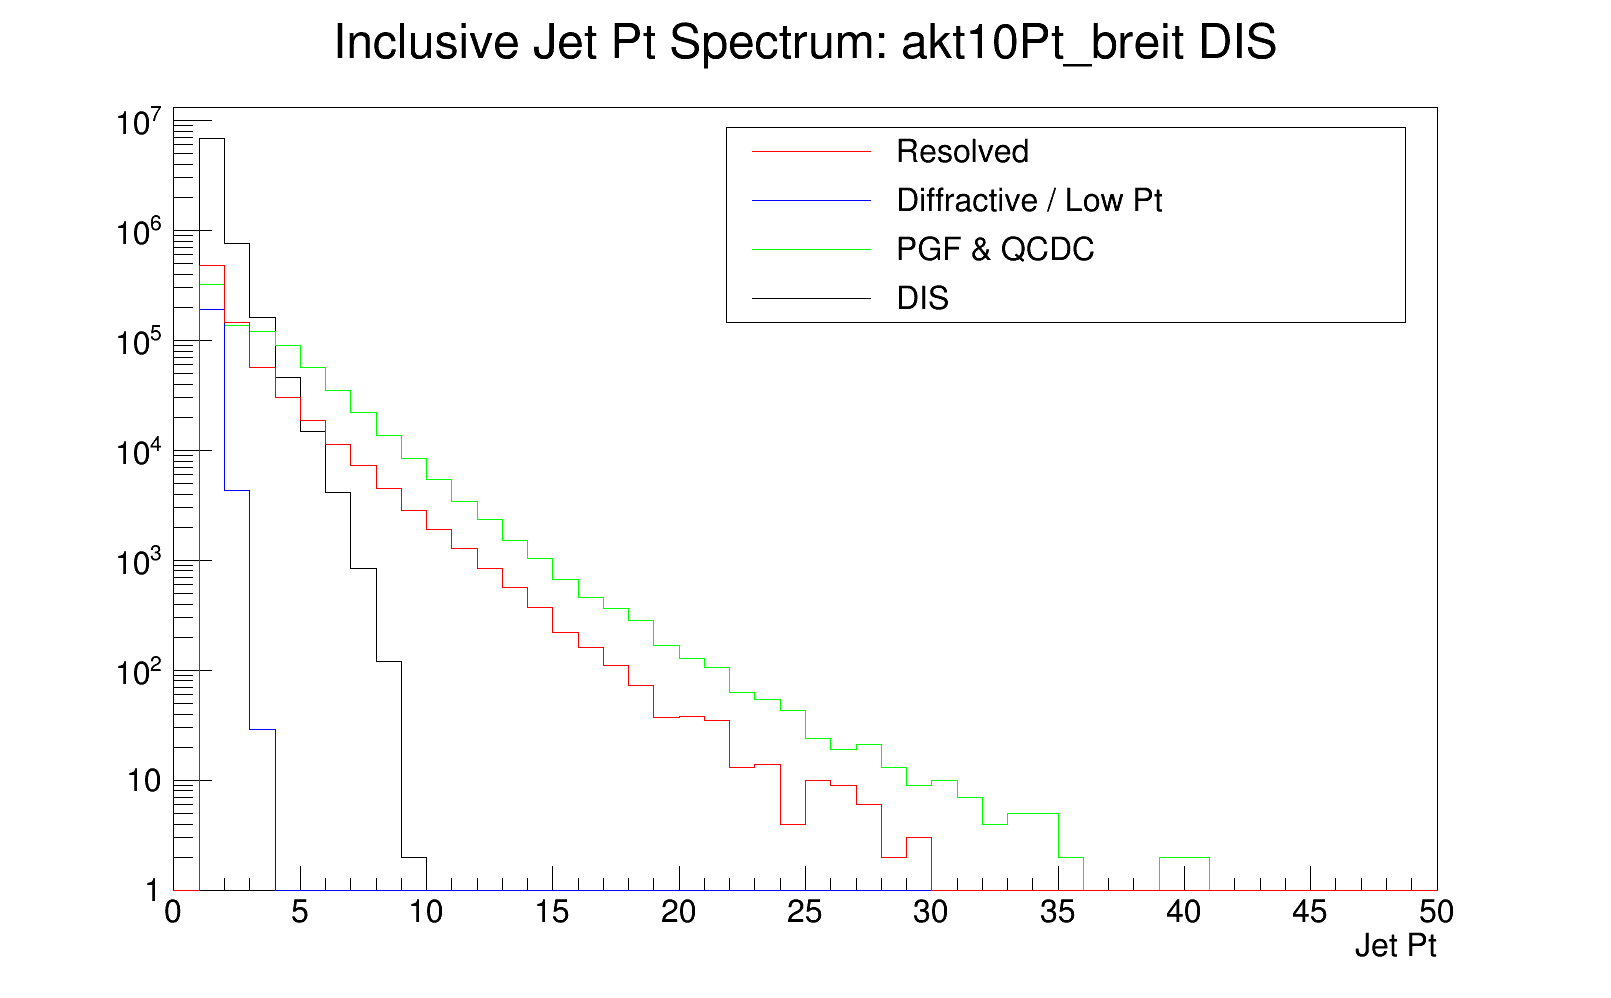 Inclusive Jet Pt Spectrum: akt10Pt_breit DIS
10^7
10^6
10^5
10^4
10^3
10^2
10
1
Resolved
Diffractive / Low Pt
PGF & QCDC
DIS
0 5 10 15 20 25 30 35 40 45 50
Jet Pt